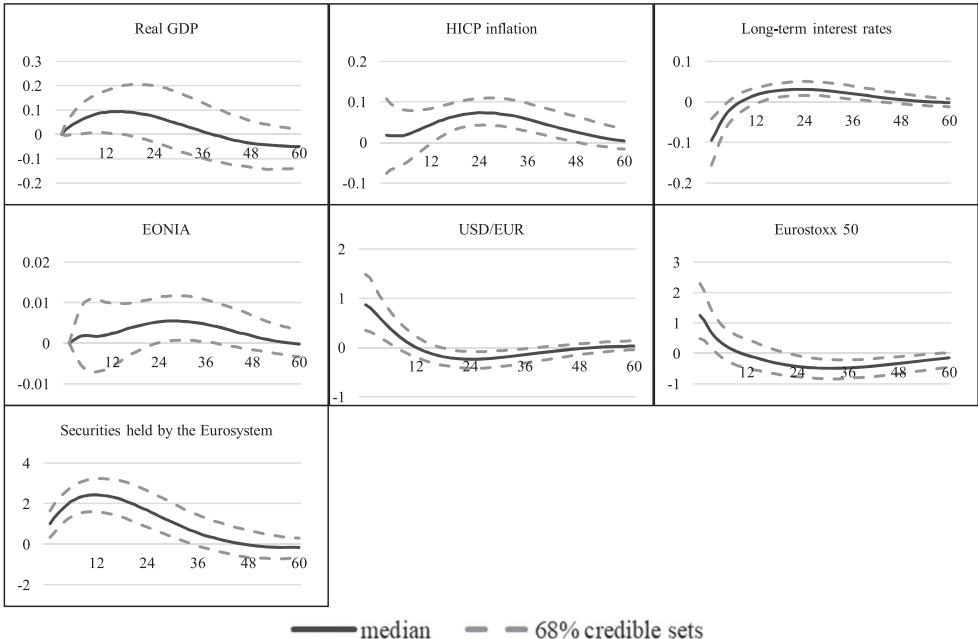 Real GDP
0.3
0.2
0.1
0
-0.1
-0.2
12 24 36 48 60
HICP inflation
0.2
0.1
0
-0.1
12 24 36 48 60
Long-term interest rates
0.1
0
-0.1
-0.2
12 24 36 48 60
EONIA
0.02
0.01
0
-0.01
12 24 36 48 60
USD/EUR
2
1
0
-1
12 24 36 48 60
Eurostoxx 50
3
2
1
0
-1
12 24 36 48 60
Securities held by the Eurosystem
4
2
0
-2
12 24 36 48 60
median 68% credible sets